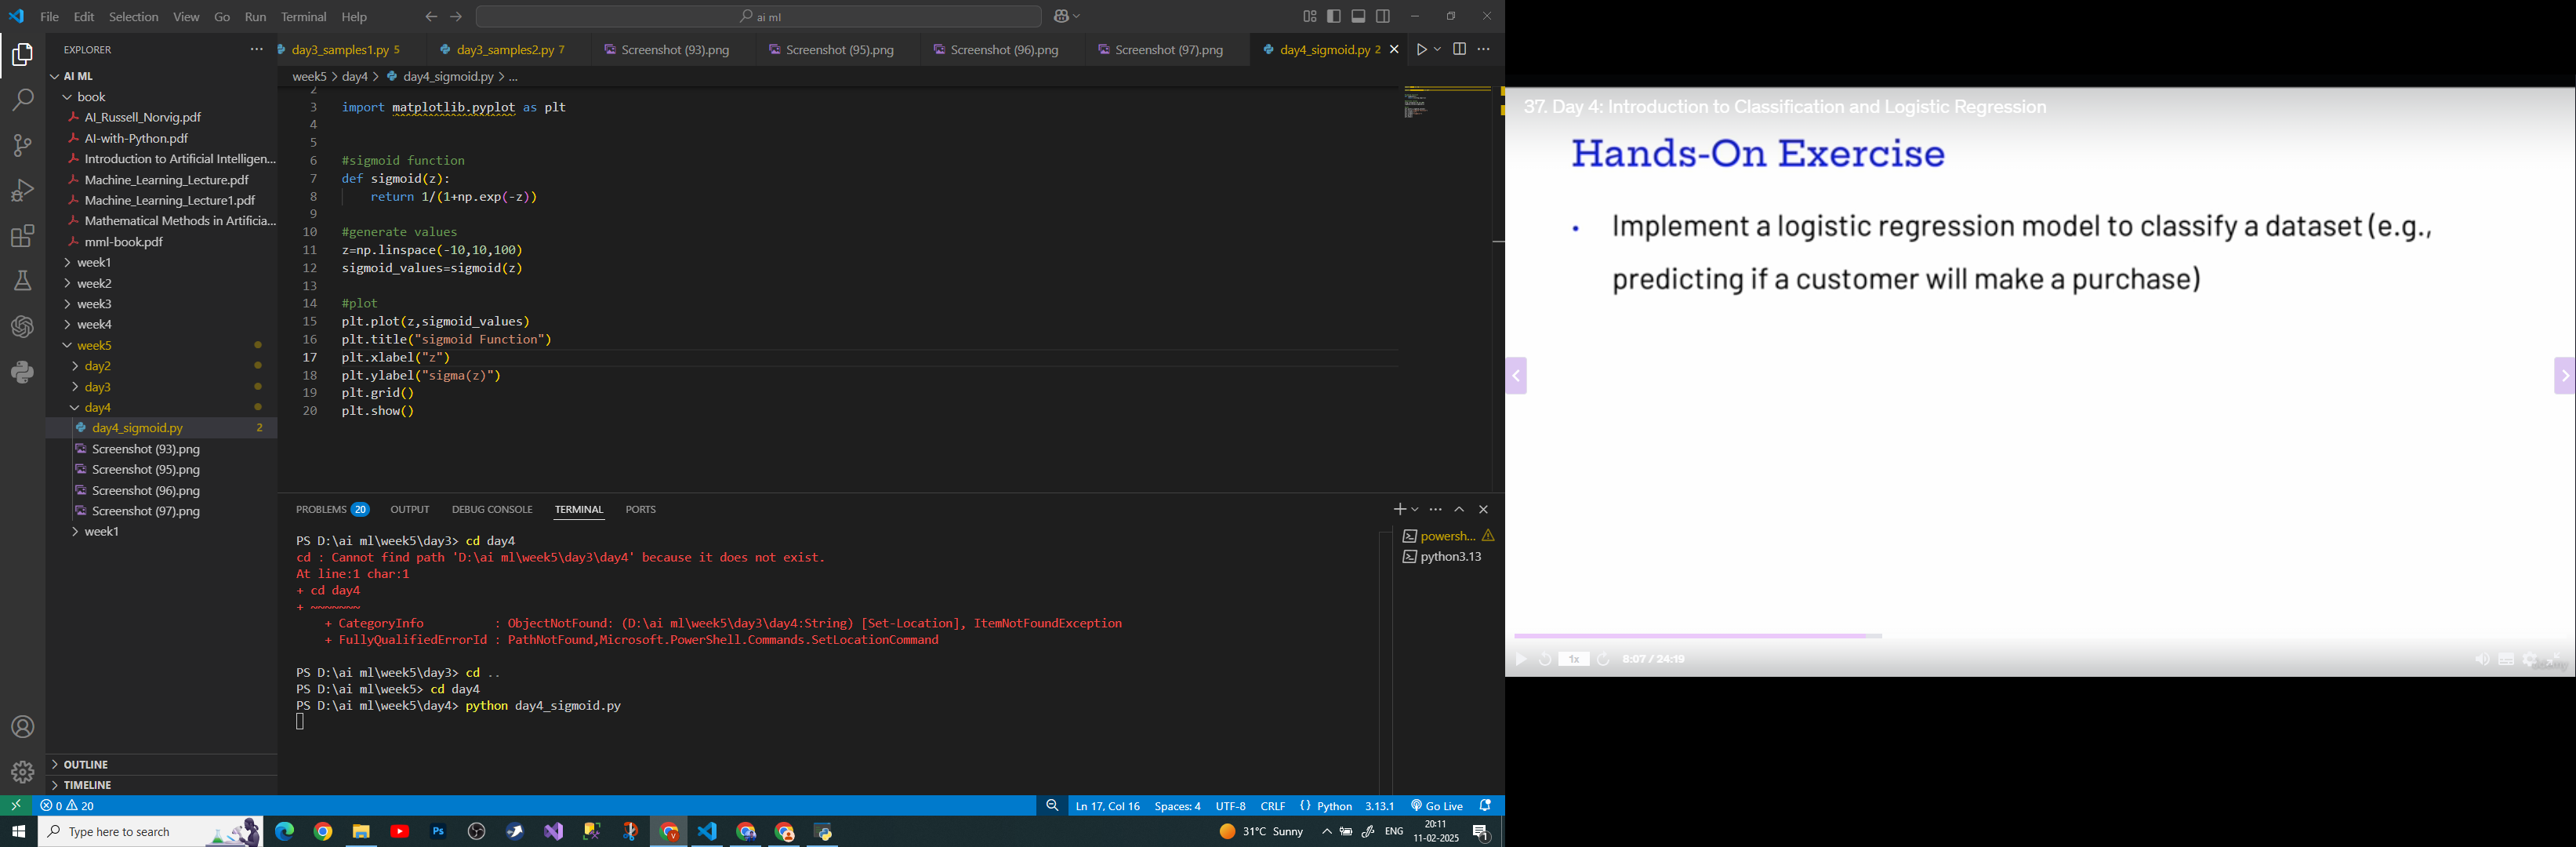 File Edit Selection View Go Run Terminal Help
ai ml
EXPLORER
day3_samples1.py 5
day3_samples2.py 7
Screenshot (93).png
Screenshot (95).png
Screenshot (96).png
Screenshot (97).png
day4_sigmoid.py 2
week5 > day4 > day4_sigmoid.py > ...
AI ML
book
AI_Russell_Norvig.pdf
AI-with-Python.pdf
Introduction to Artificial Intelligen...
Machine_Learning_Lecture.pdf
Machine_Learning_Lecture1.pdf
Mathematical Methods in Artificia...
mml-book.pdf
week1
week2
week3
week4
week5
day2
day3
day4
day4_sigmoid.py 2
Screenshot (93).png
Screenshot (95).png
Screenshot (96).png
Screenshot (97).png
week1
OUTLINE
TIMELINE
2
3 import matplotlib.pyplot as plt
4
5
6 #sigmoid function
7 def sigmoid(z):
8     return 1/(1+np.exp(-z))
9
10 #generate values
11 z=np.linspace(-10,10,100)
12 sigmoid_values=sigmoid(z)
13
14 #plot
15 plt.plot(z,sigmoid_values)
16 plt.title("sigmoid Function")
17 plt.xlabel("z")
18 plt.ylabel("sigma(z)")
19 plt.grid()
20 plt.show()
PROBLEMS 20 OUTPUT DEBUG CONSOLE TERMINAL PORTS
PS D:\ai ml\week5\day3> cd day4
cd : Cannot find path 'D:\ai ml\week5\day3\day4' because it does not exist.
At line:1 char:1
+ cd day4
+ ~~~~~~~
    + CategoryInfo          : ObjectNotFound: (D:\ai ml\week5\day3\day4:String) [Set-Location], ItemNotFoundException
    + FullyQualifiedErrorId : PathNotFound,Microsoft.PowerShell.Commands.SetLocationCommand
PS D:\ai ml\week5\day3> cd ..
PS D:\ai ml\week5> cd day4
PS D:\ai ml\week5\day4> python day4_sigmoid.py
powersh...
python3.13
0 20
Ln 17, Col 16 Spaces: 4 UTF-8 CRLF {} Python 3.13.1 Go Live
Type here to search
Ps
31°C Sunny
ENG
20:11
11-02-2025
1
37. Day 4: Introduction to Classification and Logistic Regression
Hands-On Exercise
• Implement a logistic regression model to classify a dataset (e.g.,
predicting if a customer will make a purchase)
1x
8:07 / 24:19